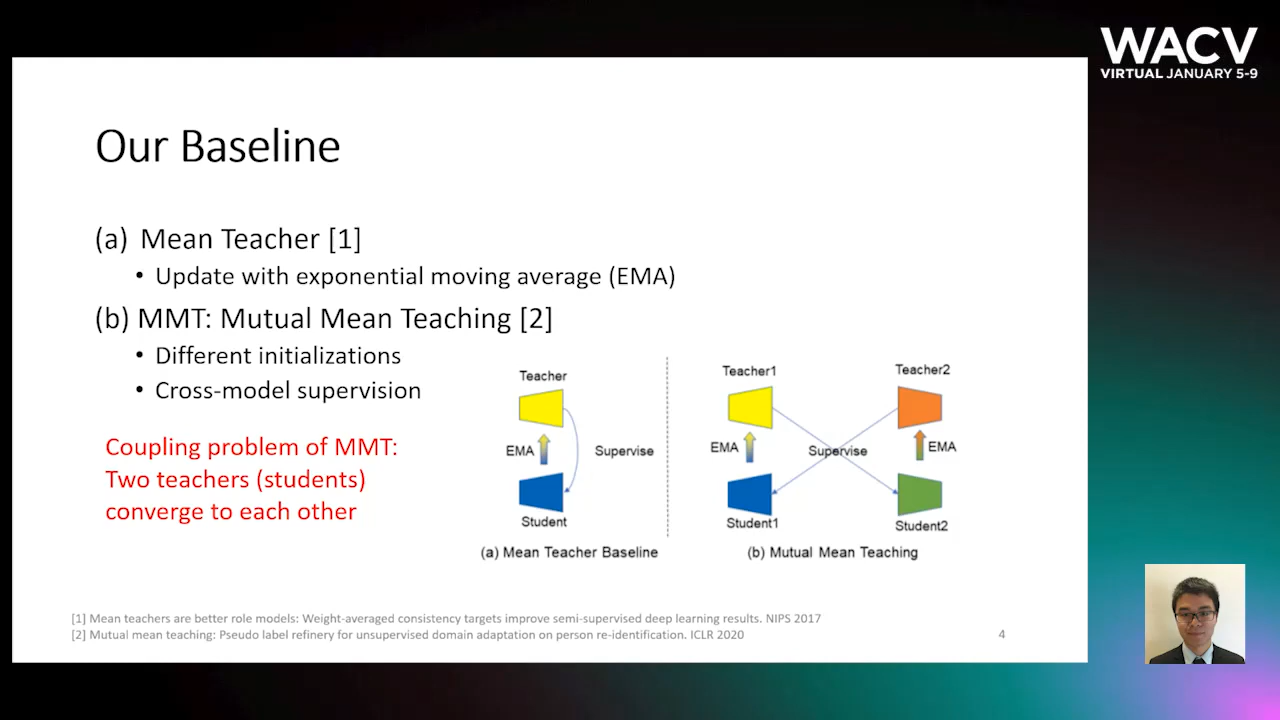 WACV
VIRTUAL JANUARY 5-9
Our Baseline
(a) Mean Teacher [1]
• Update with exponential moving average (EMA)
(b) MMT: Mutual Mean Teaching [2]
• Different initializations
• Cross-model supervision
Coupling problem of MMT:
Two teachers (students)
converge to each other
Teacher
EMA
Supervise
Student
(a) Mean Teacher Baseline
Teacher1
Teacher2
EMA
Supervise
EMA
Student1
Student2
(b) Mutual Mean Teaching
[1] Mean teachers are better role models: Weight-averaged consistency targets improve semi-supervised deep learning results. NIPS 2017
[2] Mutual mean teaching: Pseudo label refinery for unsupervised domain adaptation on person re-identification. ICLR 2020
4